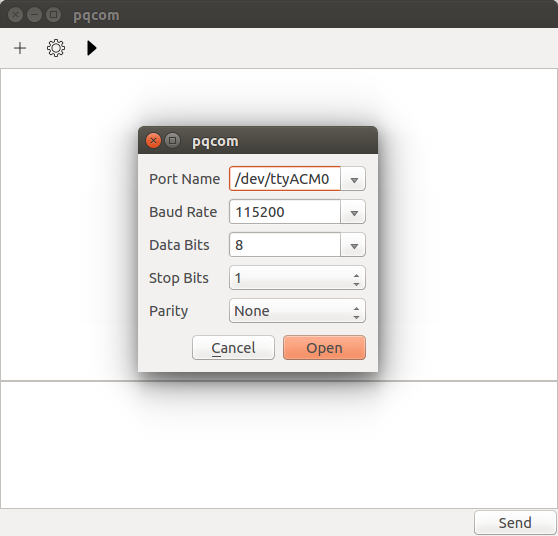 pqcom
pqcom
Port Name /dev/ttyACM0
Baud Rate 115200
Data Bits 8
Stop Bits 1
Parity None
Cancel Open
Send